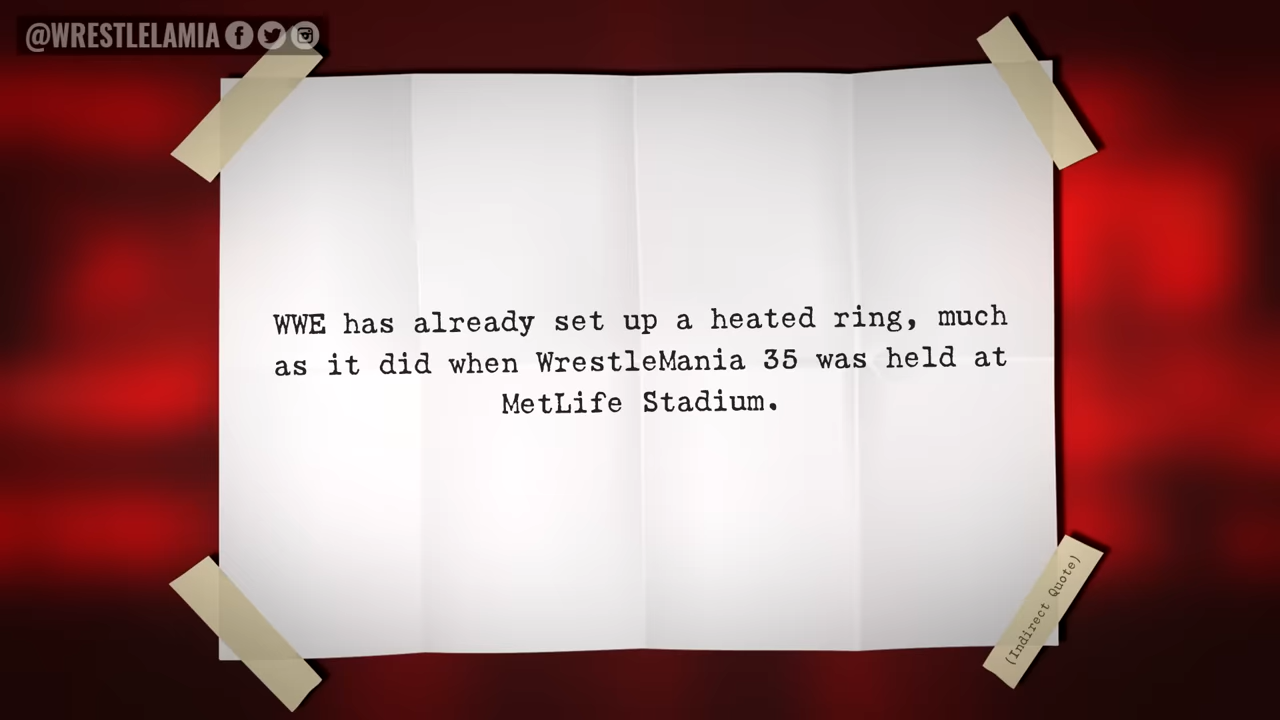 @WRESTLELAMIA
WWE has already set up a heated ring, much
as it did when WrestleMania 35 was held at
MetLife Stadium.
(Indirect Quote)